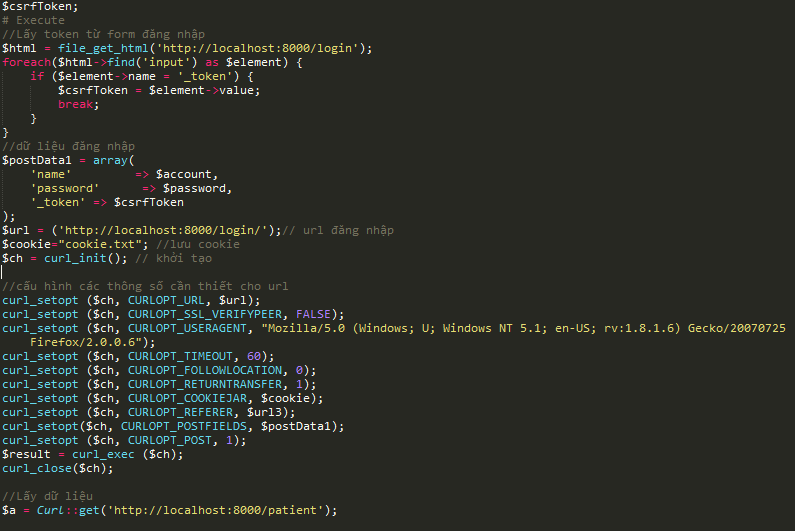 $csrfToken;
# Execute
//Lấy token từ form đăng nhập
$html = file_get_html('http://localhost:8000/login');
foreach($html->find('input') as $element) {
if ($element->name = '_token') {
$csrfToken = $element->value;
break;
}
}
//dữ liệu đăng nhập
$postData1 = array(
'name' => $account,
'password' => $password,
'_token' => $csrfToken
);
$url = ('http://localhost:8000/login/');// url đăng nhập
$cookie="cookie.txt"; //lưu cookie
$ch = curl_init(); // khởi tạo
//cấu hình các thông số cần thiết cho url
curl_setopt ($ch, CURLOPT_URL, $url);
curl_setopt ($ch, CURLOPT_SSL_VERIFYPEER, FALSE);
curl_setopt ($ch, CURLOPT_USERAGENT, "Mozilla/5.0 (Windows; U; Windows NT 5.1; en-US; rv:1.8.1.6) Gecko/20070725
Firefox/2.0.0.6");
curl_setopt ($ch, CURLOPT_TIMEOUT, 60);
curl_setopt ($ch, CURLOPT_FOLLOWLOCATION, 0);
curl_setopt ($ch, CURLOPT_RETURNTRANSFER, 1);
curl_setopt ($ch, CURLOPT_COOKIEJAR, $cookie);
curl_setopt ($ch, CURLOPT_REFERER, $url3);
curl_setopt($ch, CURLOPT_POSTFIELDS, $postData1);
curl_setopt ($ch, CURLOPT_POST, 1);
$result = curl_exec ($ch);
curl_close($ch);
//Lấy dữ liệu
$a = Curl::get('http://localhost:8000/patient');